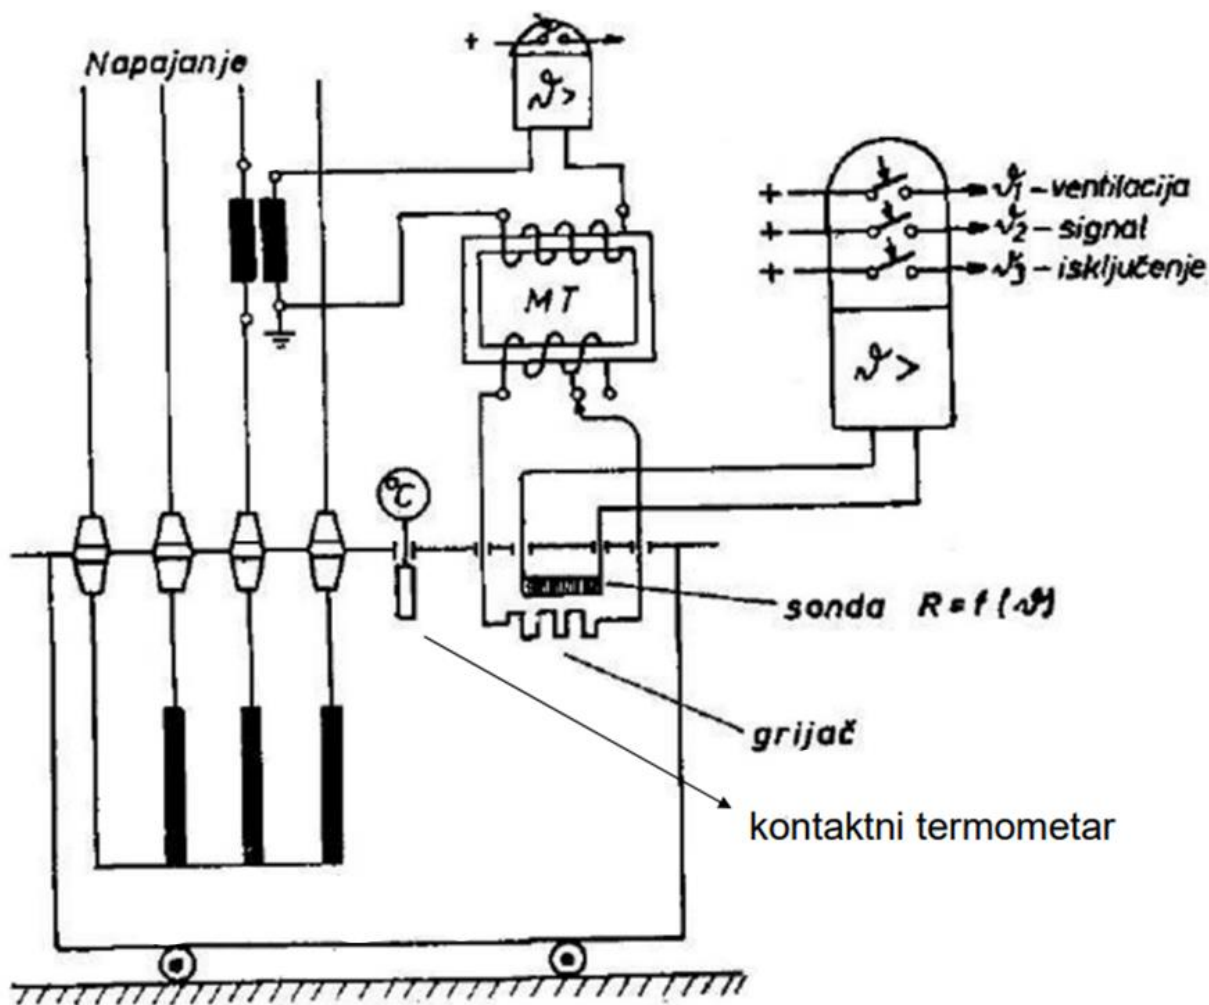 Napajanje
+
ϑ >
+ ϑ1 - ventilacija
+ ϑ2 - signal
+ ϑ3 - isključenje
MT
ϑ >
°C
sonda R = f (ϑ)
grijač
kontaktni termometar